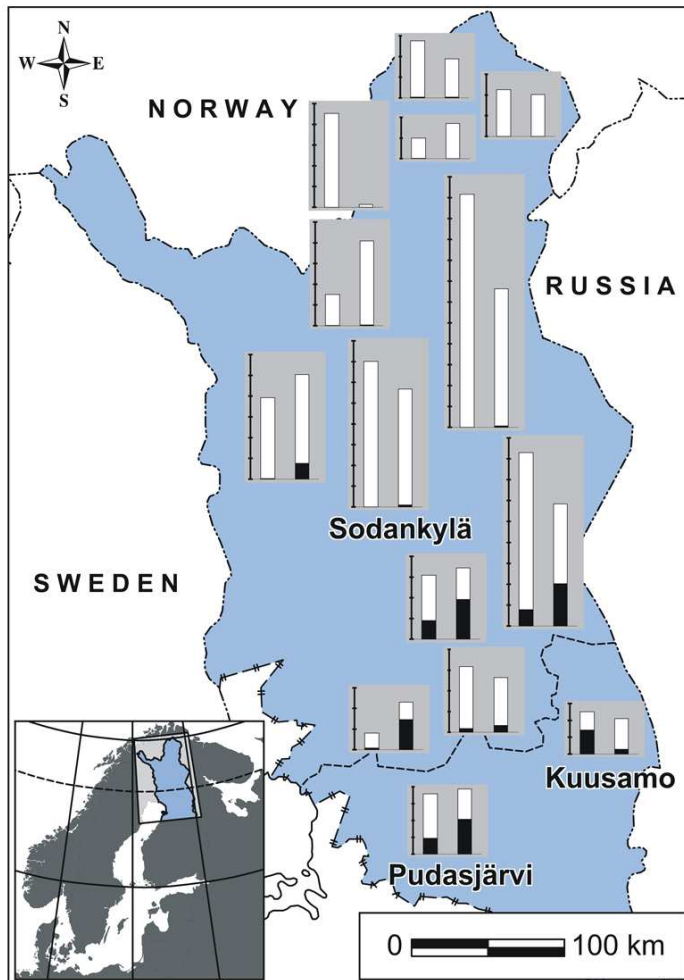 N
W E
S
NORWAY
RUSSIA
Sodankylä
SWEDEN
Kuusamo
Pudasjärvi
0 100 km